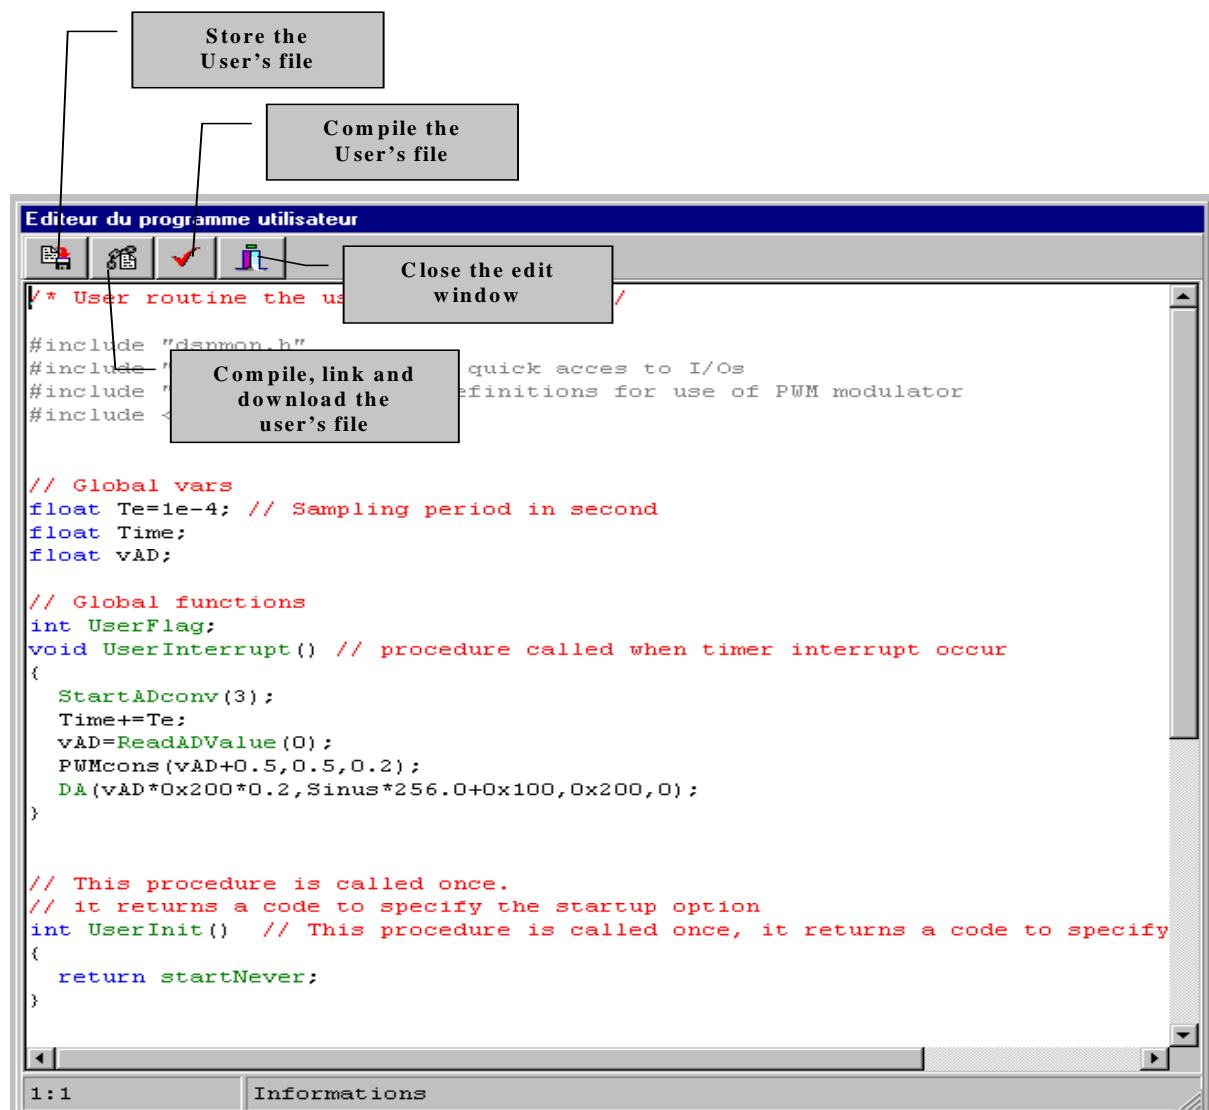 Store the
User's file
Compile the
User's file
Editeur du programme utilisateur
Close the edit
window
/* User routine the us /
#include "dspmon.h"
#include " quick acces to I/Os
#include " efinitions for use of PWM modulator
#include <
Compile, link and
download the
user's file
// Global vars
float Te=1e-4; // Sampling period in second
float Time;
float vAD;
// Global functions
int UserFlag;
void UserInterrupt() // procedure called when timer interrupt occur
{
StartADconv(3);
Time+=Te;
vAD=ReadADValue(0);
PWMcons(vAD+0.5,0.5,0.2);
DA(vAD*0x200*0.2,Sinus*256.0+0x100,0x200,0);
}
// This procedure is called once.
// it returns a code to specify the startup option
int UserInit() // This procedure is called once, it returns a code to specify
{
return startNever;
}
1:1 Informations